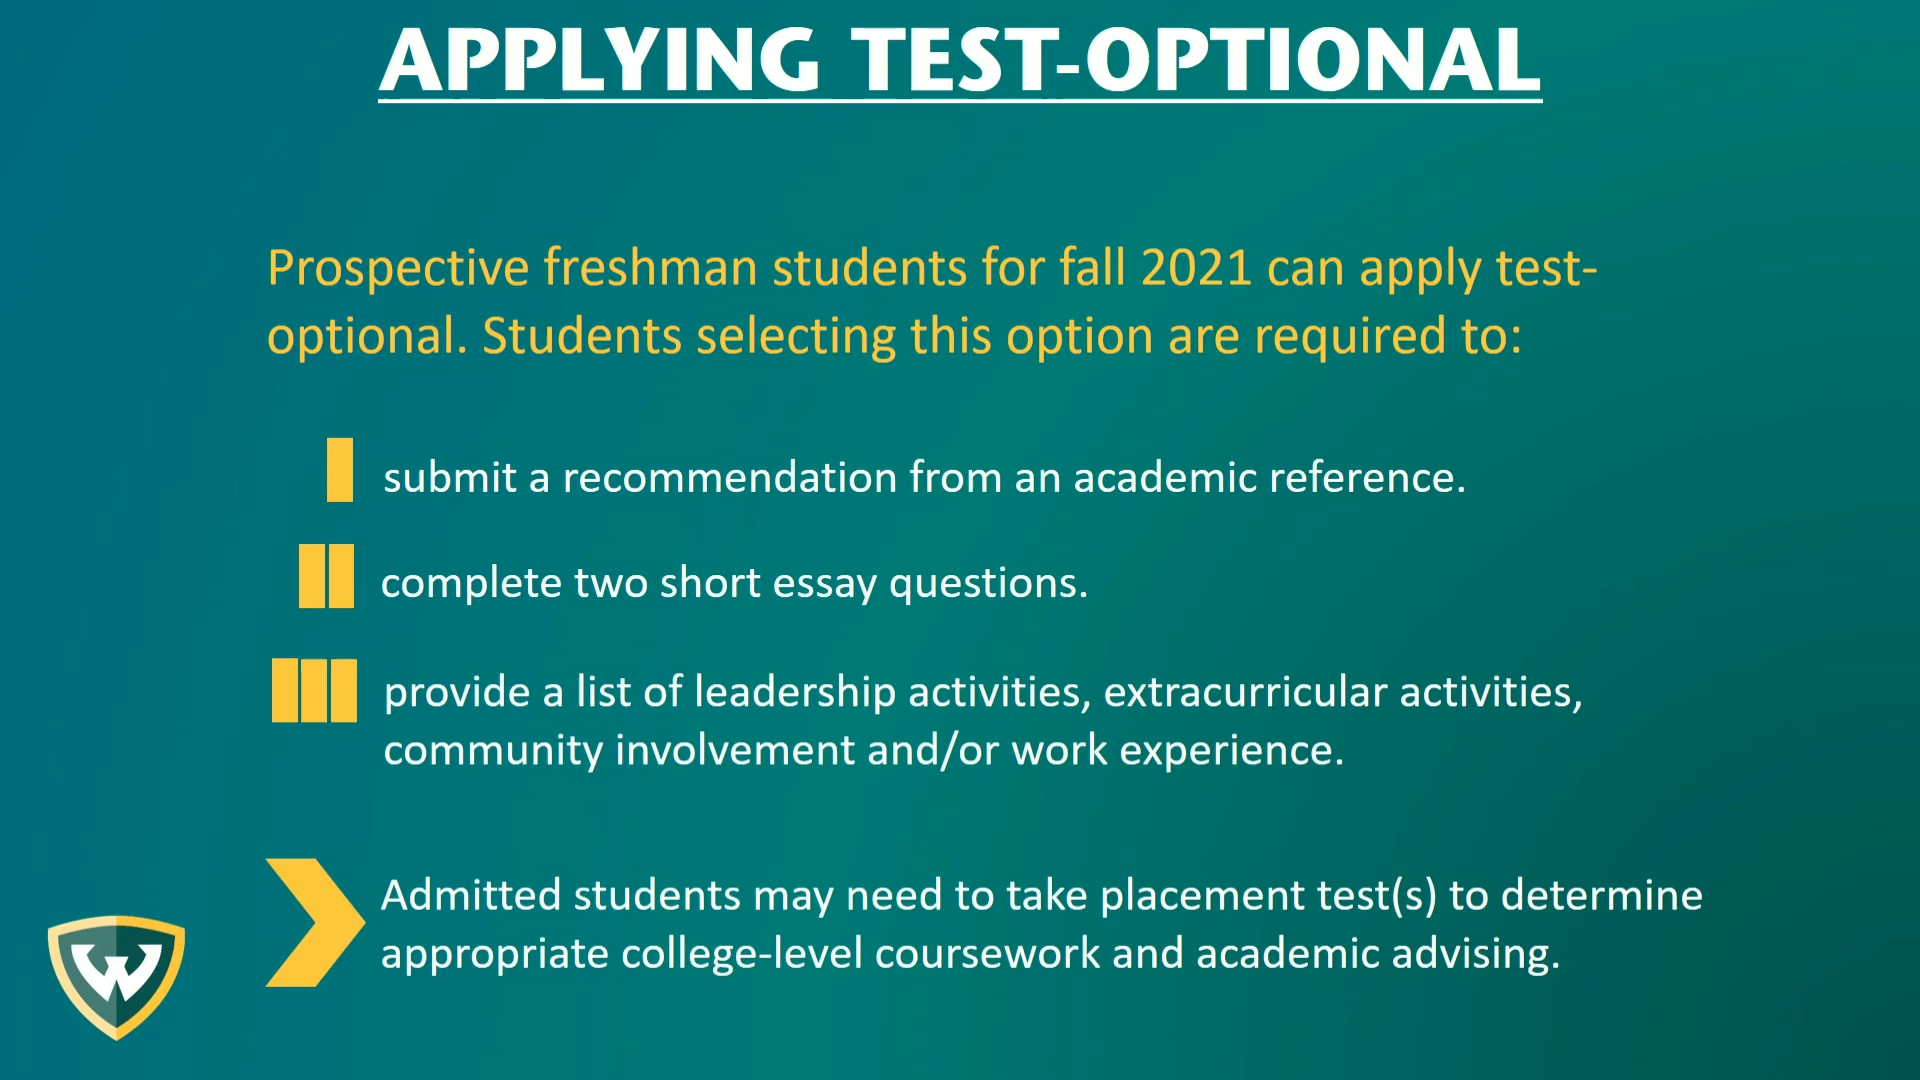 APPLYING TEST-OPTIONAL
Prospective freshman students for fall 2021 can apply test-
optional. Students selecting this option are required to:
submit a recommendation from an academic reference.
complete two short essay questions.
provide a list of leadership activities, extracurricular activities,
community involvement and/or work experience.
Admitted students may need to take placement test(s) to determine
appropriate college-level coursework and academic advising.
W